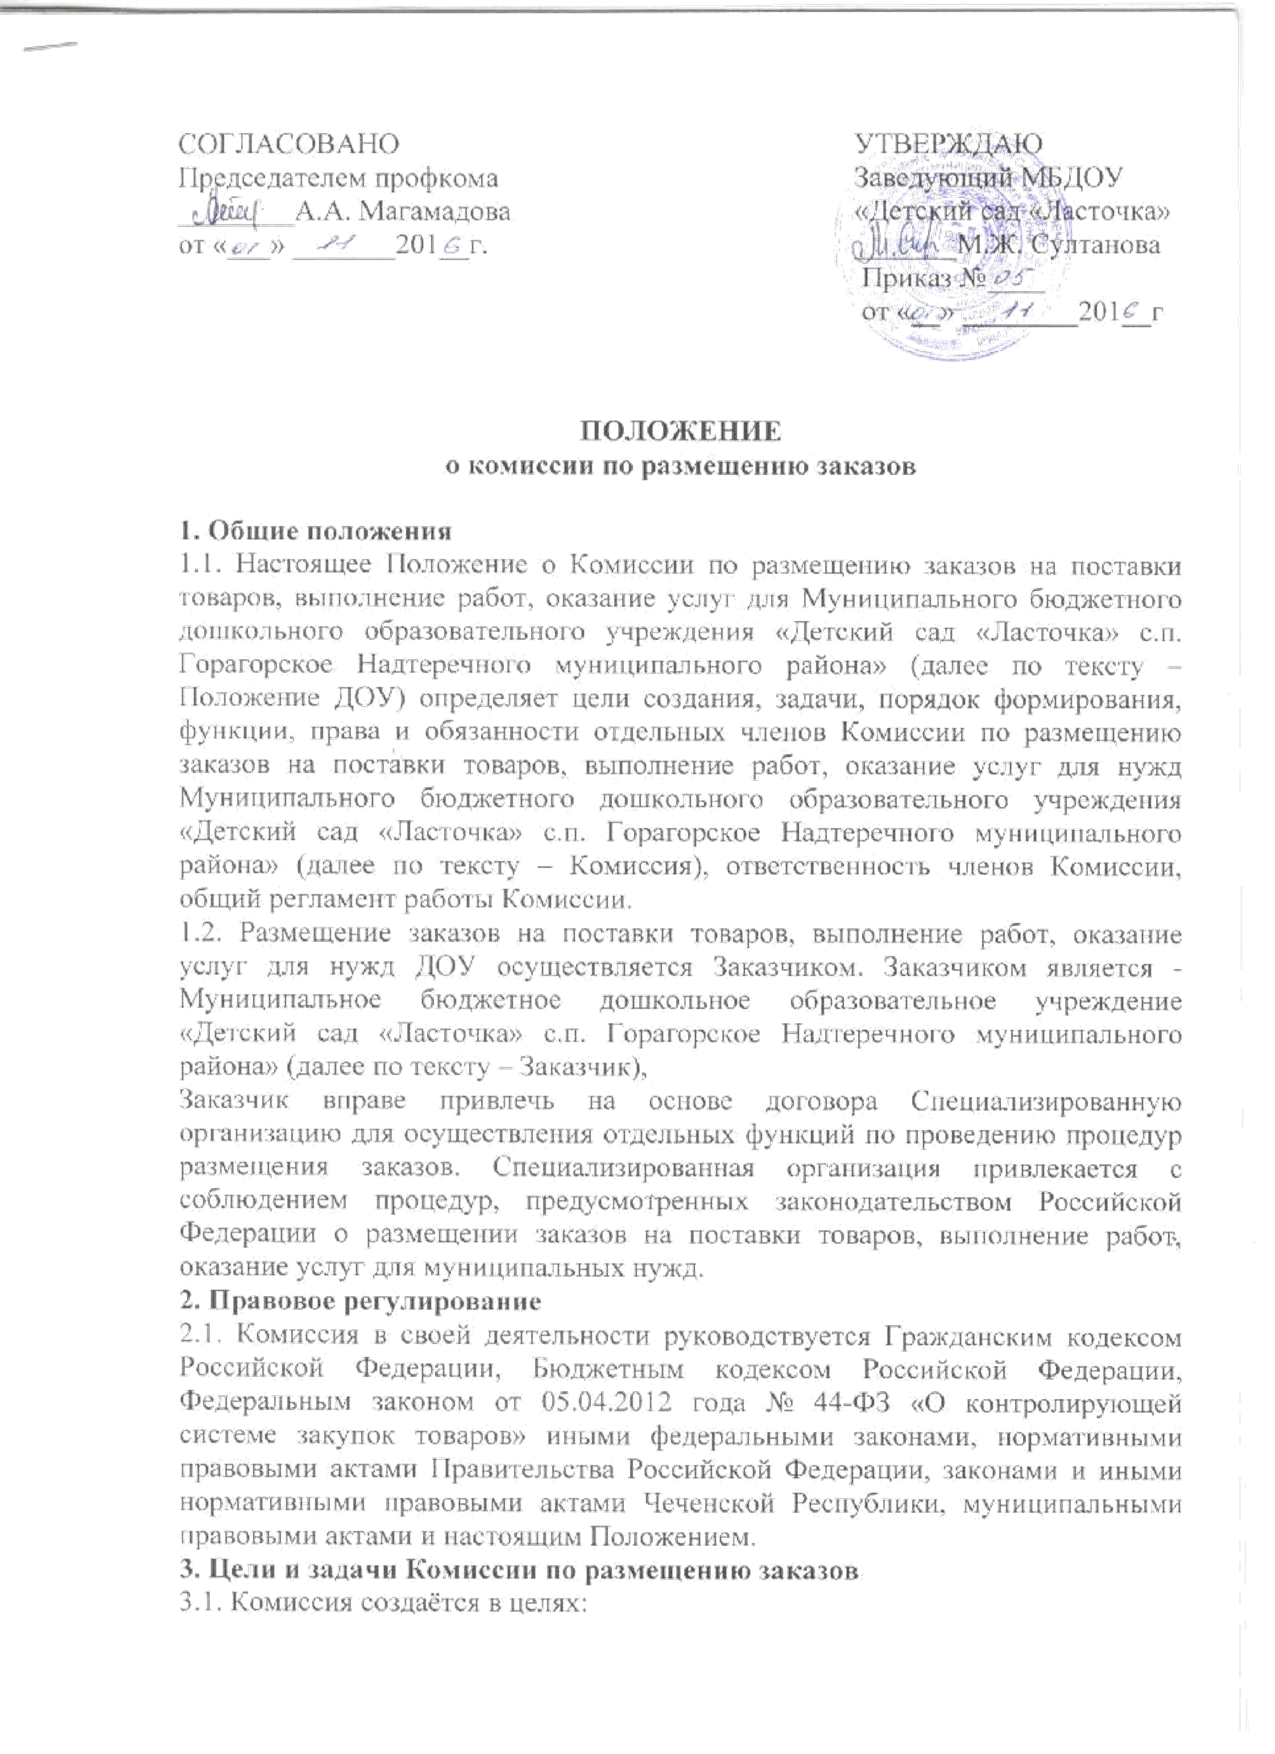 СОГЛАСОВАНО
Председателем профкома
А.А. Магамадова
от «01» 11 2016 г.
УТВЕРЖДАЮ
Заведующий МБДОУ
«Детский сад «Ласточка»
М.Ж. Султанова
Приказ № 05
от «01» 11 2016 г
ПОЛОЖЕНИЕ
о комиссии по размещению заказов
1. Общие положения
1.1. Настоящее Положение о Комиссии по размещению заказов на поставки
товаров, выполнение работ, оказание услуг для Муниципального бюджетного
дошкольного образовательного учреждения «Детский сад «Ласточка» с.п.
Горагорское Надтеречного муниципального района» (далее по тексту –
Положение ДОУ) определяет цели создания, задачи, порядок формирования,
функции, права и обязанности отдельных членов Комиссии по размещению
заказов на поставки товаров, выполнение работ, оказание услуг для нужд
Муниципального бюджетного дошкольного образовательного учреждения
«Детский сад «Ласточка» с.п. Горагорское Надтеречного муниципального
района» (далее по тексту – Комиссия), ответственность членов Комиссии,
общий регламент работы Комиссии.
1.2. Размещение заказов на поставки товаров, выполнение работ, оказание
услуг для нужд ДОУ осуществляется Заказчиком. Заказчиком является -
Муниципальное бюджетное дошкольное образовательное учреждение
«Детский сад «Ласточка» с.п. Горагорское Надтеречного муниципального
района» (далее по тексту – Заказчик),
Заказчик вправе привлечь на основе договора Специализированную
организацию для осуществления отдельных функций по проведению процедур
размещения заказов. Специализированная организация привлекается с
соблюдением процедур, предусмотренных законодательством Российской
Федерации о размещении заказов на поставки товаров, выполнение работ,
оказание услуг для муниципальных нужд.
2. Правовое регулирование
2.1. Комиссия в своей деятельности руководствуется Гражданским кодексом
Российской Федерации, Бюджетным кодексом Российской Федерации,
Федеральным законом от 05.04.2012 года № 44-ФЗ «О контролирующей
системе закупок товаров» иными федеральными законами, нормативными
правовыми актами Правительства Российской Федерации, законами и иными
нормативными правовыми актами Чеченской Республики, муниципальными
правовыми актами и настоящим Положением.
3. Цели и задачи Комиссии по размещению заказов
3.1. Комиссия создаётся в целях: